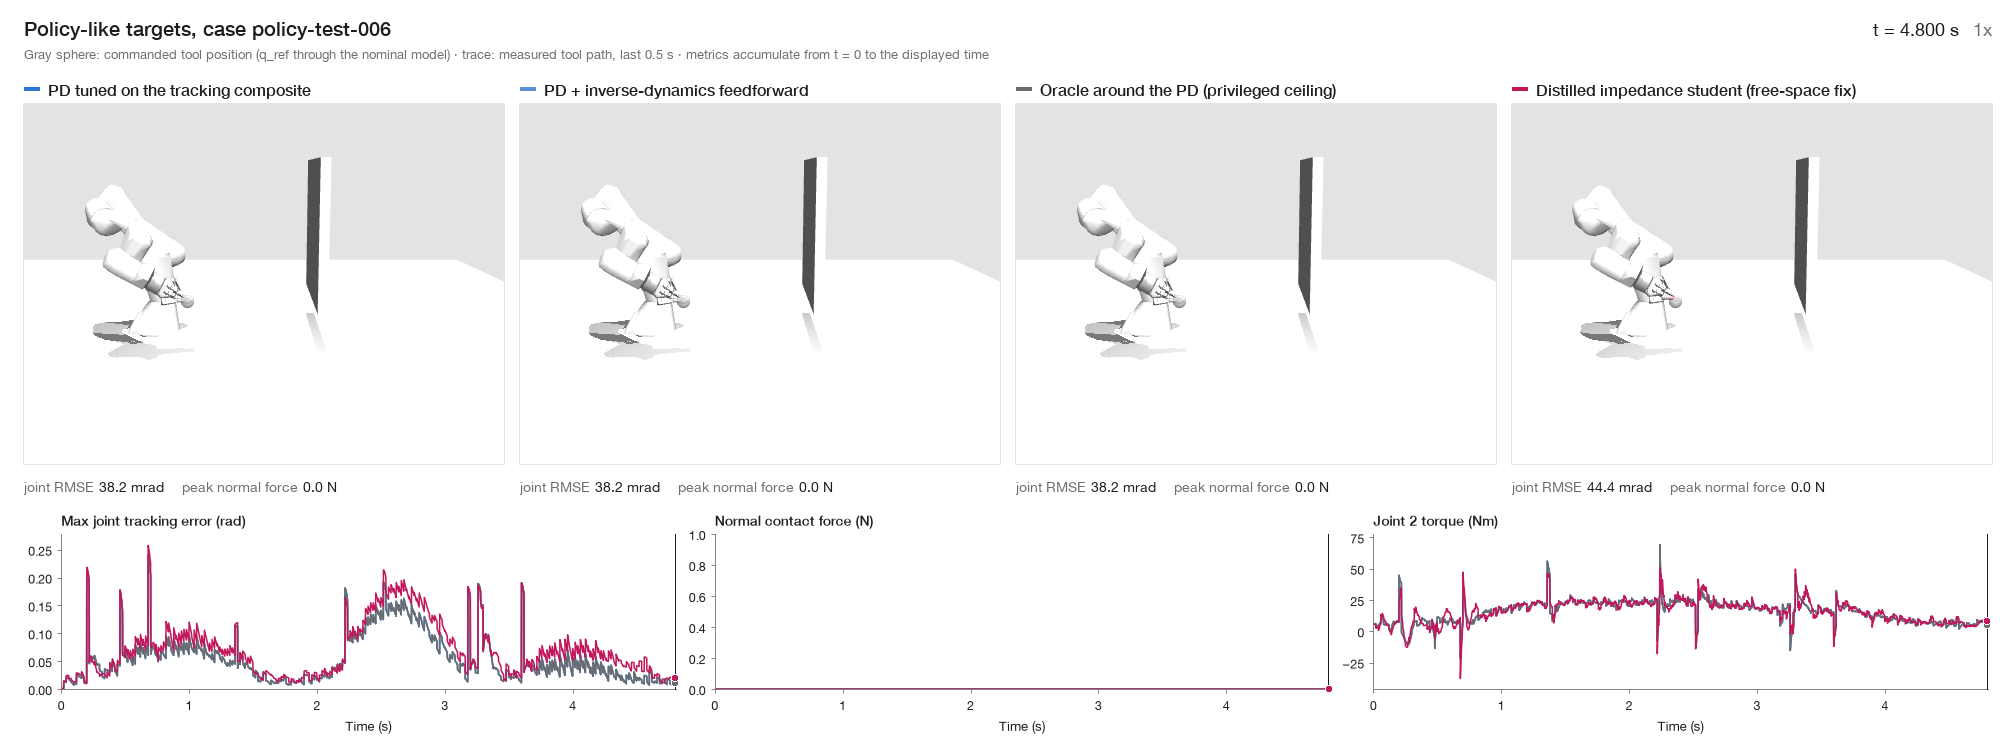 Policy-like targets, case policy-test-006
t = 4.800 s 1x
Gray sphere: commanded tool position (q_ref through the nominal model) · trace: measured tool path, last 0.5 s · metrics accumulate from t = 0 to the displayed time
PD tuned on the tracking composite
PD + inverse-dynamics feedforward
Oracle around the PD (privileged ceiling)
Distilled impedance student (free-space fix)
joint RMSE 38.2 mrad peak normal force 0.0 N
joint RMSE 38.2 mrad peak normal force 0.0 N
joint RMSE 38.2 mrad peak normal force 0.0 N
joint RMSE 44.4 mrad peak normal force 0.0 N
Max joint tracking error (rad)
0.25
0.20
0.15
0.10
0.05
0.00
0 1 2 3 4
Time (s)
Normal contact force (N)
1.0
0.8
0.6
0.4
0.2
0.0
0 1 2 3 4
Time (s)
Joint 2 torque (Nm)
75
50
25
0
−25
0 1 2 3 4
Time (s)